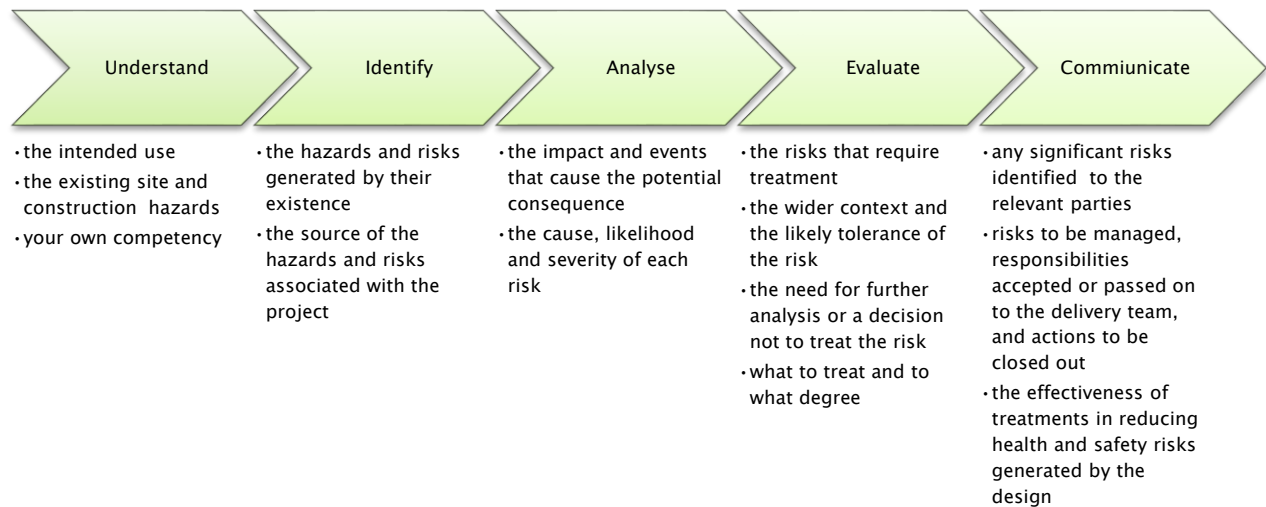 Understand
Identify
Analyse
Evaluate
Commiunicate
•the intended use
•the existing site and
construction hazards
•your own competency
•the hazards and risks
generated by their
existence
•the source of the
hazards and risks
associated with the
project
•the impact and events
that cause the potential
consequence
•the cause, likelihood
and severity of each
risk
•the risks that require
treatment
•the wider context and
the likely tolerance of
the risk
•the need for further
analysis or a decision
not to treat the risk
•what to treat and to
what degree
•any significant risks
identified to the
relevant parties
•risks to be managed,
responsibilities
accepted or passed on
to the delivery team,
and actions to be
closed out
•the effectiveness of
treatments in reducing
health and safety risks
generated by the
design